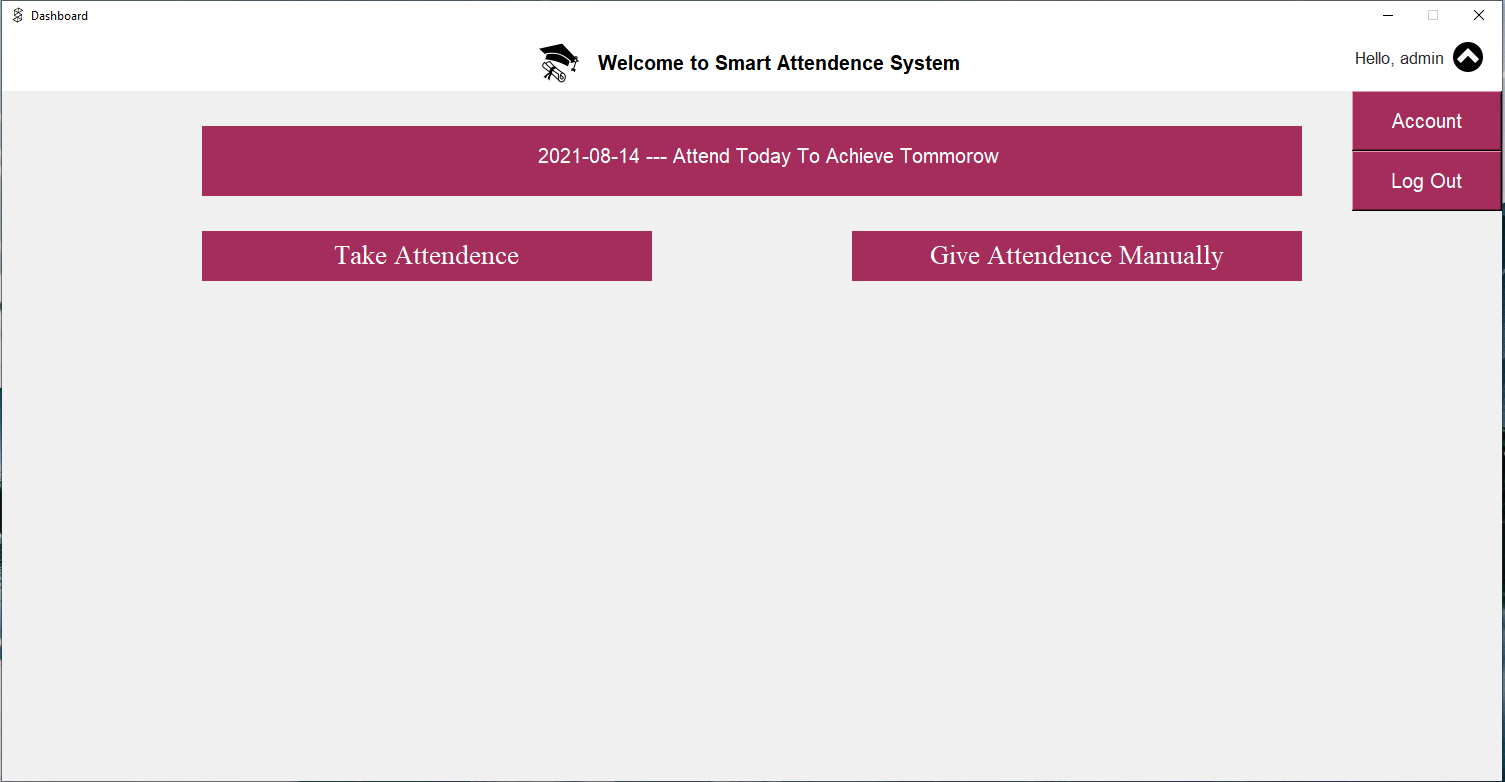 Dashboard
Welcome to Smart Attendence System
Hello, admin
Account
Log Out
2021-08-14 --- Attend Today To Achieve Tommorow
Take Attendence
Give Attendence Manually